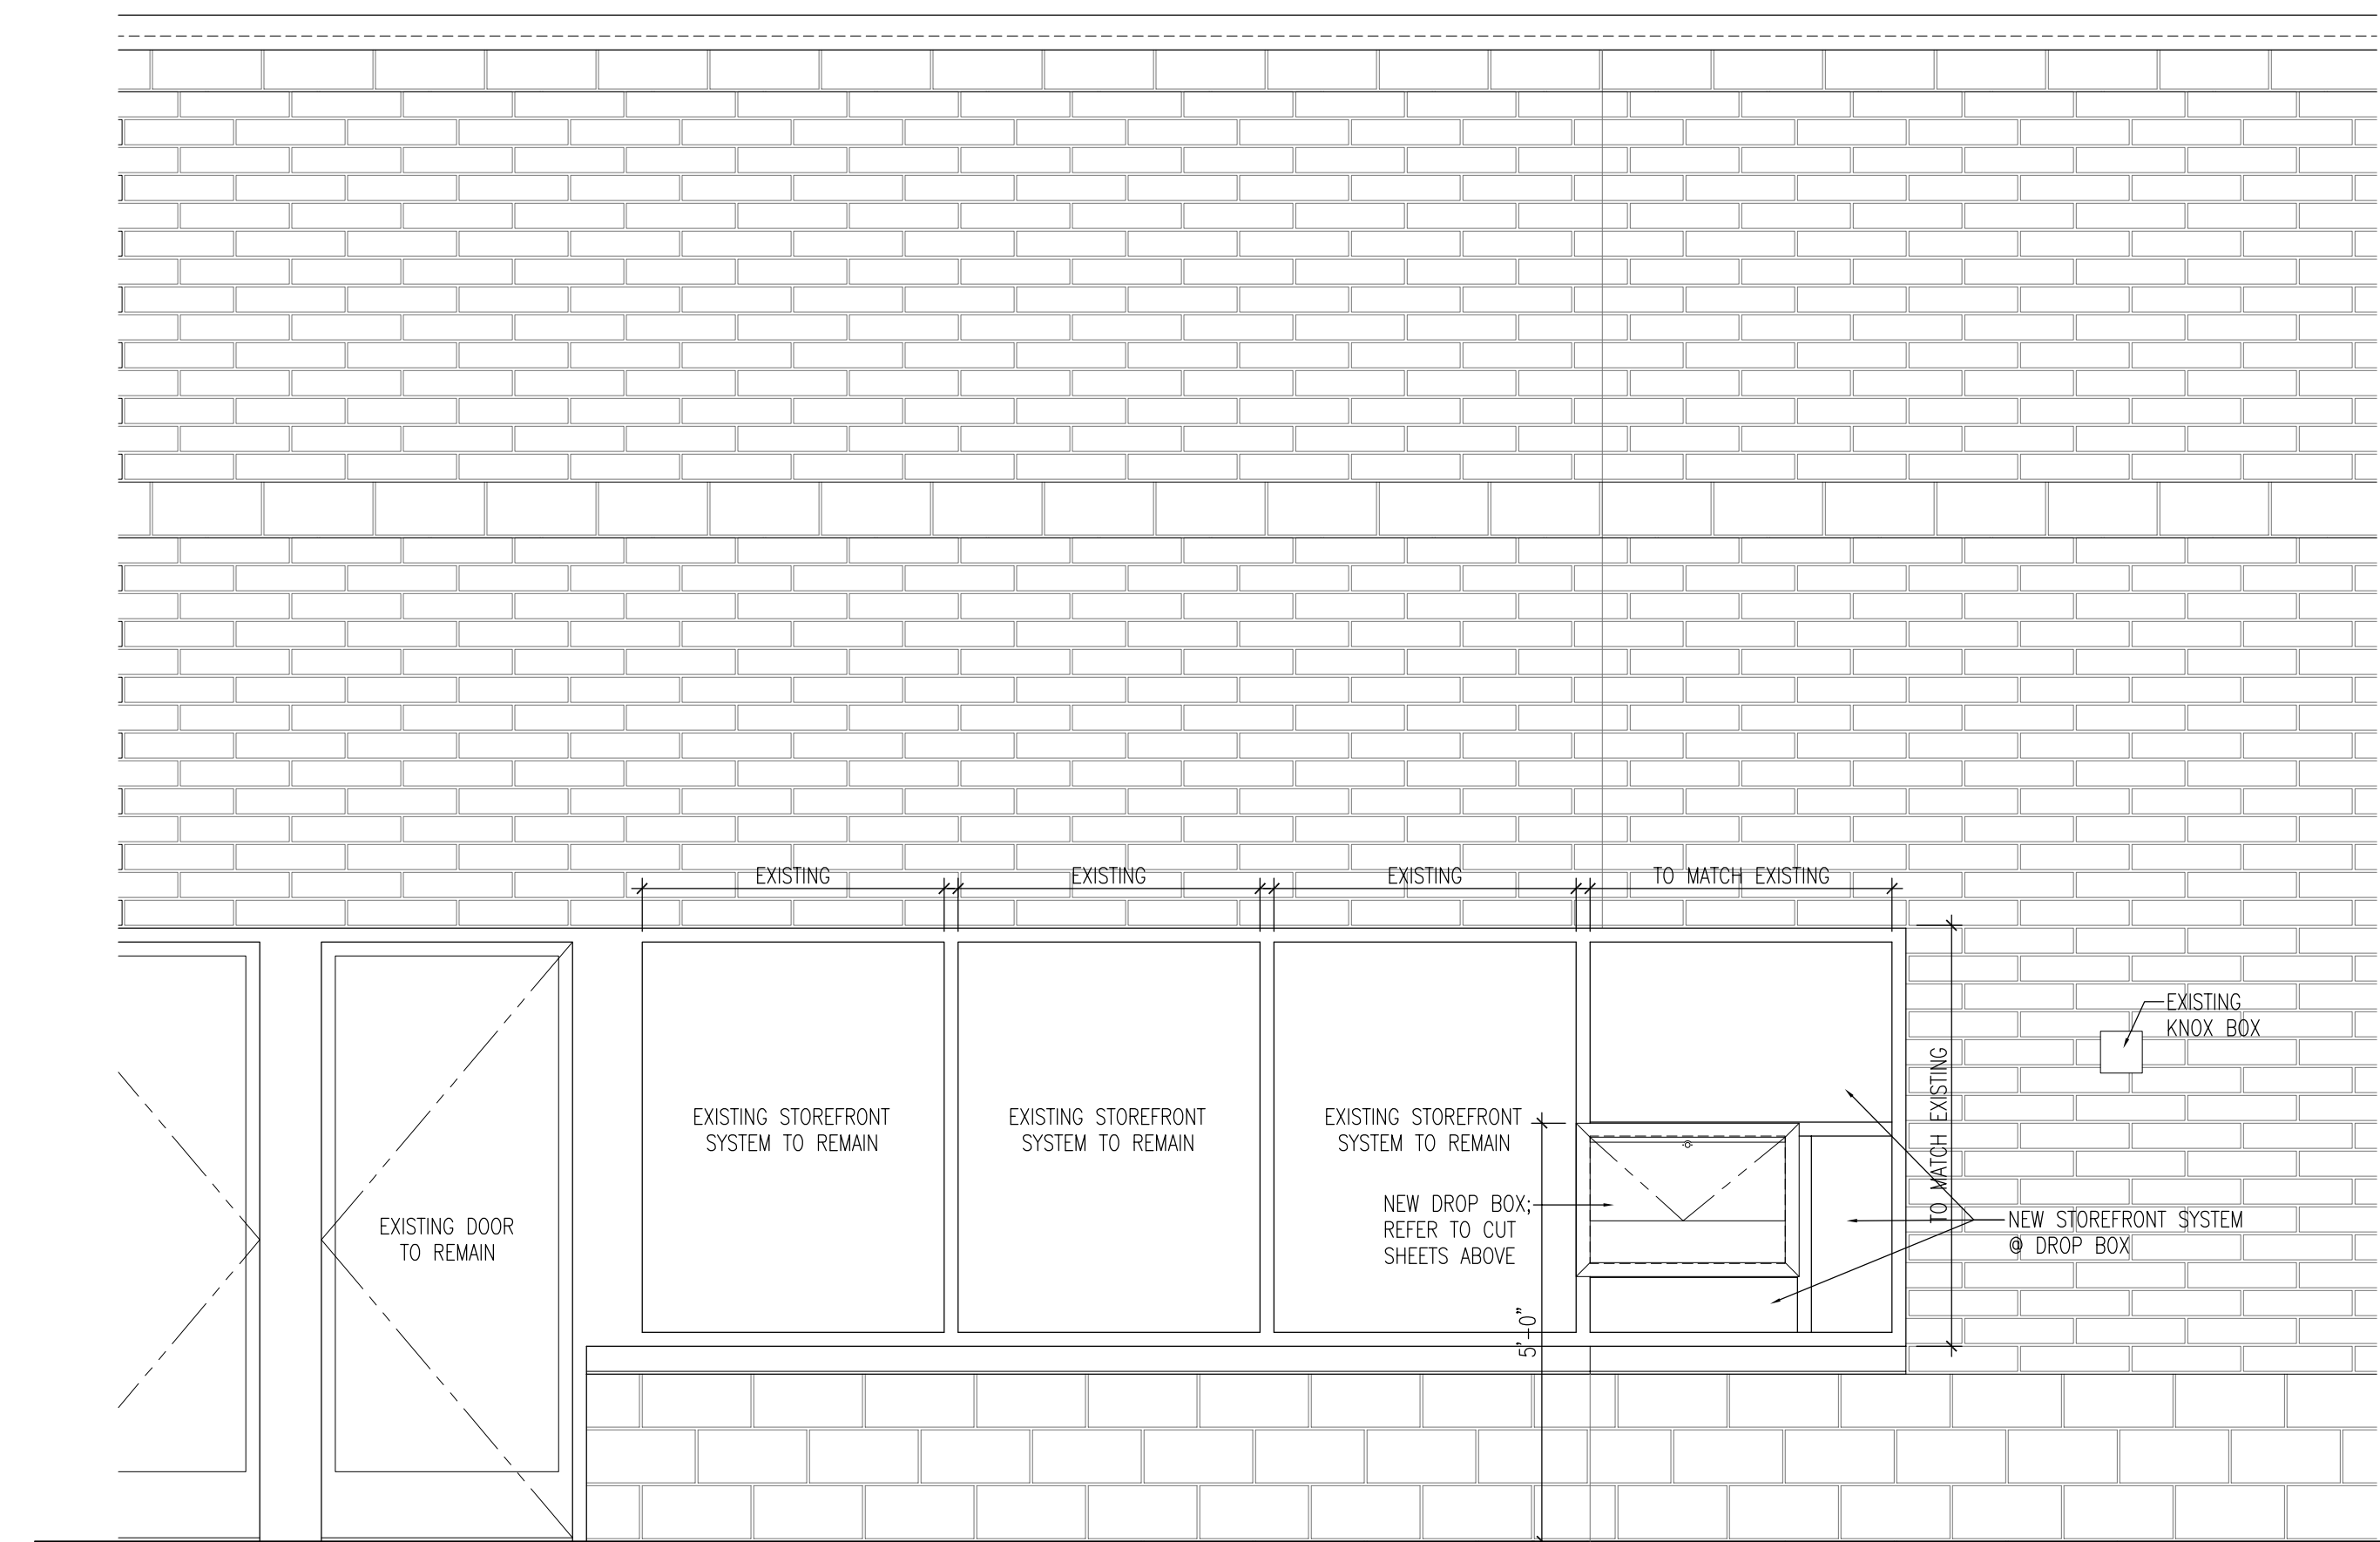 EXISTING
EXISTING
EXISTING
TO MATCH EXISTING
EXISTING
KNOX BOX
TO MATCH EXISTING
EXISTING STOREFRONT
SYSTEM TO REMAIN
EXISTING STOREFRONT
SYSTEM TO REMAIN
EXISTING STOREFRONT
SYSTEM TO REMAIN
EXISTING DOOR
TO REMAIN
NEW DROP BOX;
REFER TO CUT
SHEETS ABOVE
NEW STOREFRONT SYSTEM
@ DROP BOX
5'-0"